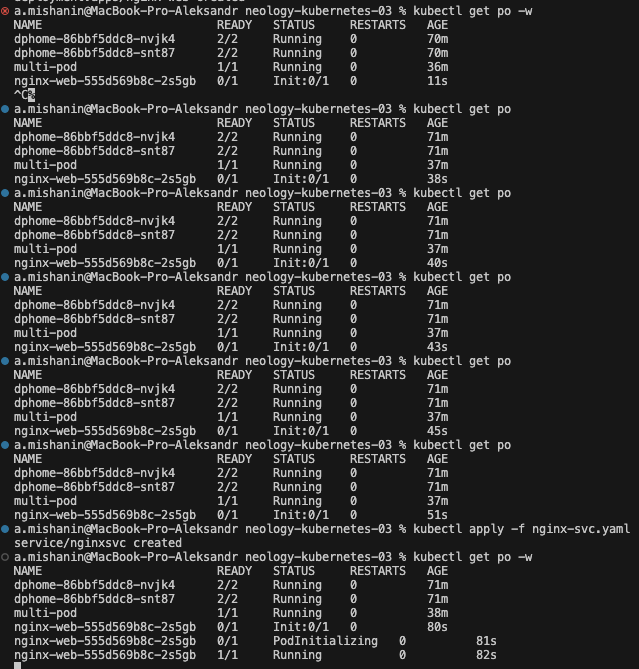 a.mishanin@MacBook-Pro-Aleksandr neology-kubernetes-03 % kubectl get po -w
NAME READY STATUS RESTARTS AGE
dphome-86bbf5ddc8-nvjk4 2/2 Running 0 70m
dphome-86bbf5ddc8-snt87 2/2 Running 0 70m
multi-pod 1/1 Running 0 36m
nginx-web-555d569b8c-2s5gb 0/1 Init:0/1 0 11s
^C%
a.mishanin@MacBook-Pro-Aleksandr neology-kubernetes-03 % kubectl get po
NAME READY STATUS RESTARTS AGE
dphome-86bbf5ddc8-nvjk4 2/2 Running 0 71m
dphome-86bbf5ddc8-snt87 2/2 Running 0 71m
multi-pod 1/1 Running 0 37m
nginx-web-555d569b8c-2s5gb 0/1 Init:0/1 0 38s
a.mishanin@MacBook-Pro-Aleksandr neology-kubernetes-03 % kubectl get po
NAME READY STATUS RESTARTS AGE
dphome-86bbf5ddc8-nvjk4 2/2 Running 0 71m
dphome-86bbf5ddc8-snt87 2/2 Running 0 71m
multi-pod 1/1 Running 0 37m
nginx-web-555d569b8c-2s5gb 0/1 Init:0/1 0 40s
a.mishanin@MacBook-Pro-Aleksandr neology-kubernetes-03 % kubectl get po
NAME READY STATUS RESTARTS AGE
dphome-86bbf5ddc8-nvjk4 2/2 Running 0 71m
dphome-86bbf5ddc8-snt87 2/2 Running 0 71m
multi-pod 1/1 Running 0 37m
nginx-web-555d569b8c-2s5gb 0/1 Init:0/1 0 43s
a.mishanin@MacBook-Pro-Aleksandr neology-kubernetes-03 % kubectl get po
NAME READY STATUS RESTARTS AGE
dphome-86bbf5ddc8-nvjk4 2/2 Running 0 71m
dphome-86bbf5ddc8-snt87 2/2 Running 0 71m
multi-pod 1/1 Running 0 37m
nginx-web-555d569b8c-2s5gb 0/1 Init:0/1 0 45s
a.mishanin@MacBook-Pro-Aleksandr neology-kubernetes-03 % kubectl get po
NAME READY STATUS RESTARTS AGE
dphome-86bbf5ddc8-nvjk4 2/2 Running 0 71m
dphome-86bbf5ddc8-snt87 2/2 Running 0 71m
multi-pod 1/1 Running 0 37m
nginx-web-555d569b8c-2s5gb 0/1 Init:0/1 0 51s
a.mishanin@MacBook-Pro-Aleksandr neology-kubernetes-03 % kubectl apply -f nginx-svc.yaml
service/nginxsvc created
a.mishanin@MacBook-Pro-Aleksandr neology-kubernetes-03 % kubectl get po -w
NAME READY STATUS RESTARTS AGE
dphome-86bbf5ddc8-nvjk4 2/2 Running 0 71m
dphome-86bbf5ddc8-snt87 2/2 Running 0 71m
multi-pod 1/1 Running 0 38m
nginx-web-555d569b8c-2s5gb 0/1 Init:0/1 0 80s
nginx-web-555d569b8c-2s5gb 0/1 PodInitializing 0 81s
nginx-web-555d569b8c-2s5gb 1/1 Running 0 82s